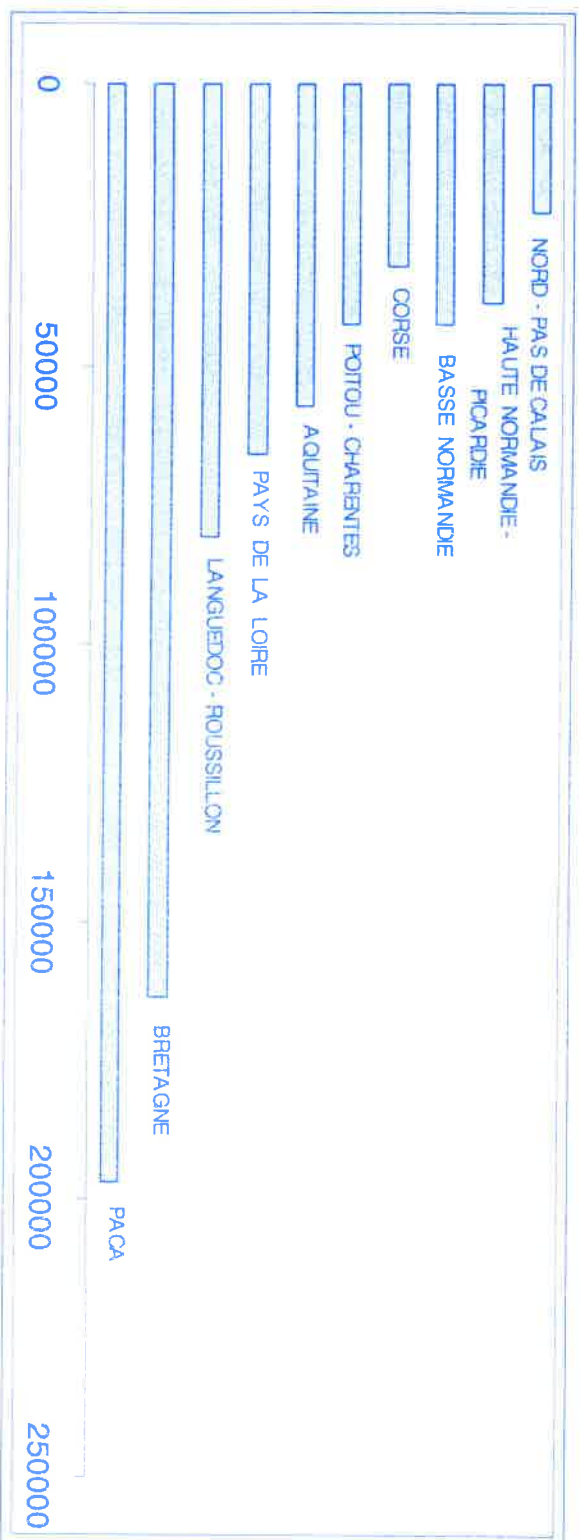 NORD - PAS DE CALAIS
HAUTE NORMANDIE -
PICARDIE
BASSE NORMANDIE
CORSE
POITOU - CHARENTES
AQUITAINE
PAYS DE LA LOIRE
LANGUEDOC - ROUSSILLON
BRETAGNE
PACA
0
50000
100000
150000
200000
250000